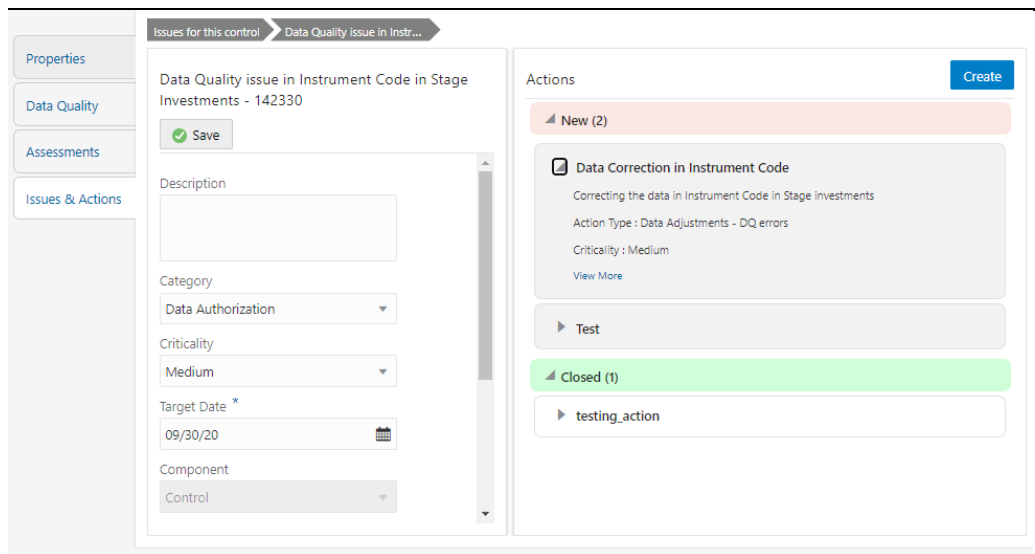 Issues for this control
Data Quality issue in Instr...
Properties
Data Quality
Assessments
Issues & Actions
Data Quality issue in Instrument Code in Stage
Investments - 142330
Save
Description
Category
Data Authorization
Criticality
Medium
Target Date *
09/30/20
Component
Control
Actions
Create
New (2)
Data Correction in Instrument Code
Correcting the data in Instrument Code in Stage investments
Action Type : Data Adjustments - DQ errors
Criticality : Medium
View More
Test
Closed (1)
testing_action